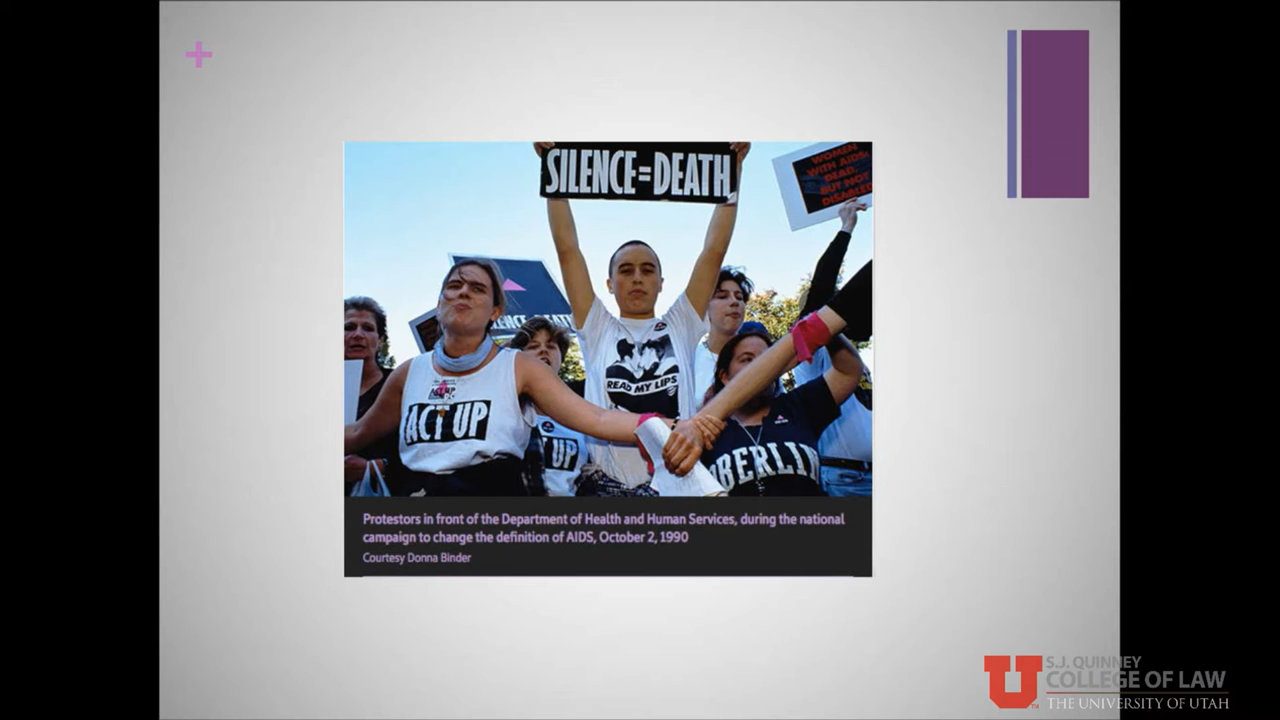 SILENCE=DEATH
WOMEN
WITH AIDS:
DEAD,
BUT NOT
DISABLED
ACT UP
ACT UP
READ MY LIPS
UP
BERLIN
Protestors in front of the Department of Health and Human Services, during the national
campaign to change the definition of AIDS, October 2, 1990
Courtesy Donna Binder
U
S.J. QUINNEY
COLLEGE OF LAW
THE UNIVERSITY OF UTAH